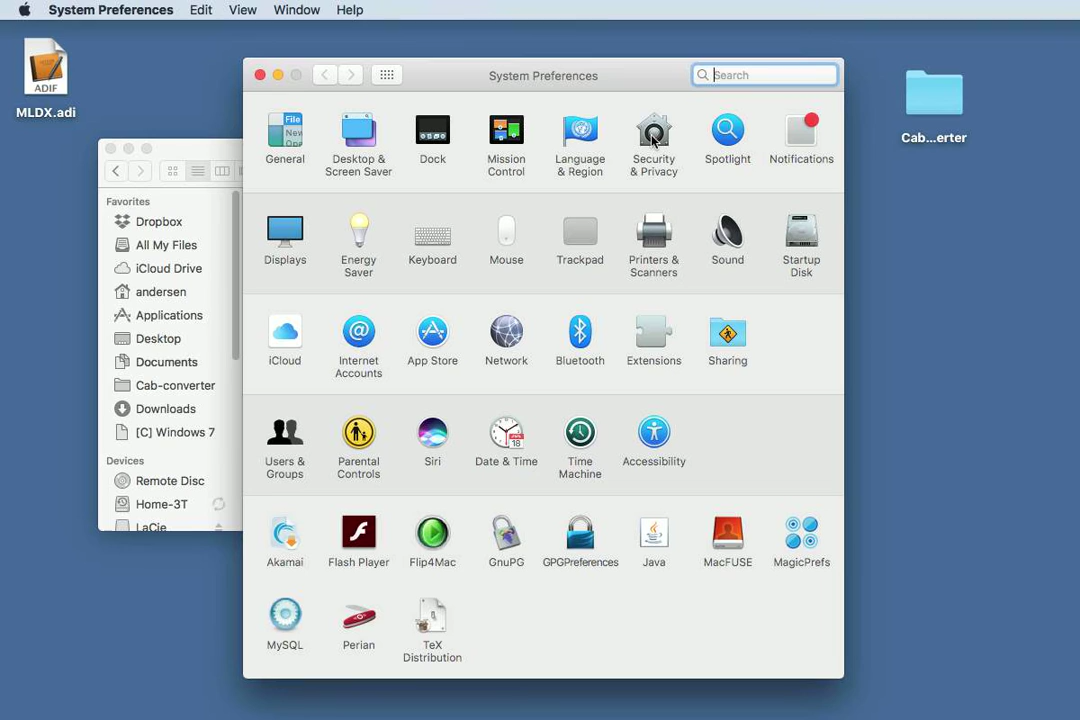 System Preferences Edit View Window Help
ADIF
MLDX.adi
System Preferences
Search
Cab...erter
File
New
General
Desktop &
Screen Saver
Dock
Mission
Control
Language
& Region
Security
& Privacy
Spotlight
Notifications
Displays
Energy
Saver
Keyboard
Mouse
Trackpad
Printers &
Scanners
Sound
Startup
Disk
iCloud
Internet
Accounts
App Store
Network
Bluetooth
Extensions
Sharing
Users &
Groups
Parental
Controls
Siri
18
Date & Time
Time
Machine
Accessibility
Akamai
Flash Player
Flip4Mac
GnuPG
GPGPreferences
Java
MacFUSE
MagicPrefs
MySQL
Perian
TeX
Distribution
Favorites
Dropbox
All My Files
iCloud Drive
andersen
Applications
Desktop
Documents
Cab-converter
Downloads
[C] Windows 7
Devices
Remote Disc
Home-3T
LaCie